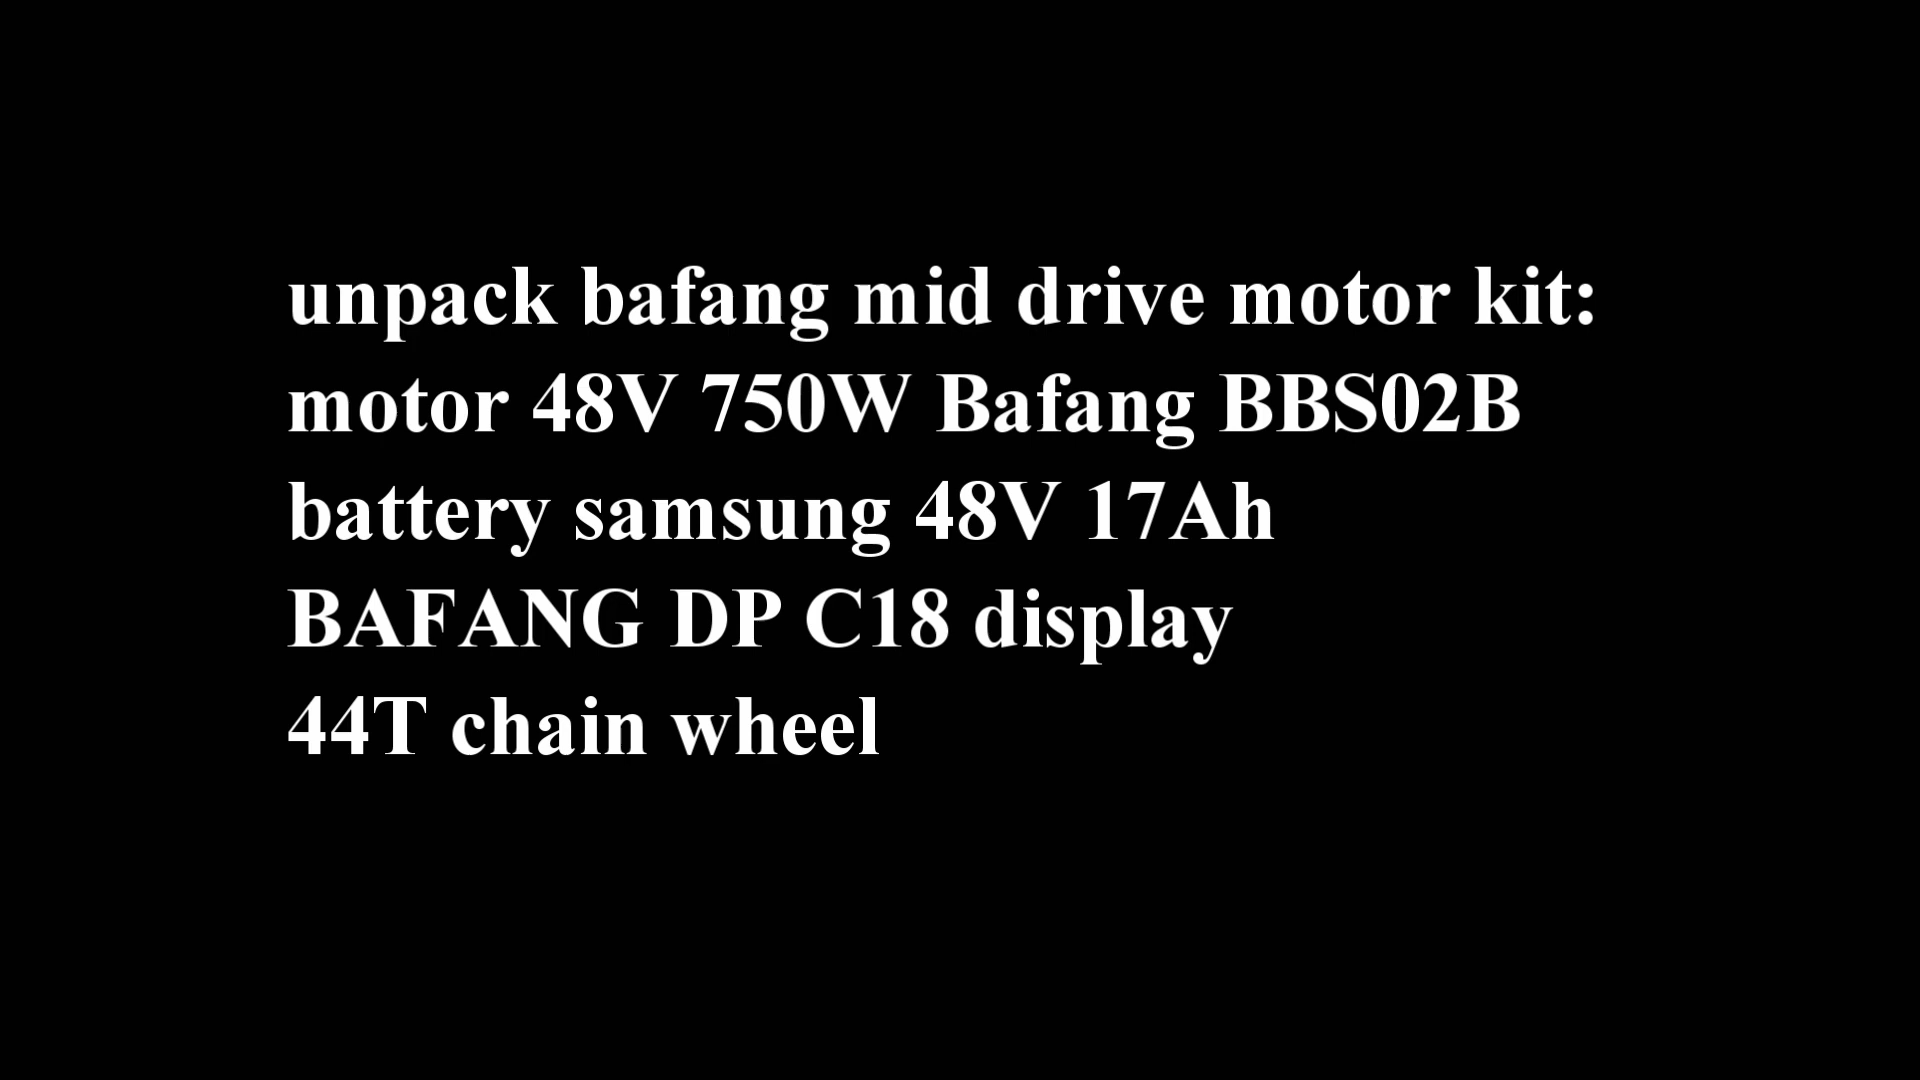 unpack bafang mid drive motor kit:
motor 48V 750W Bafang BBS02B
battery samsung 48V 17Ah
BAFANG DP C18 display
44T chain wheel